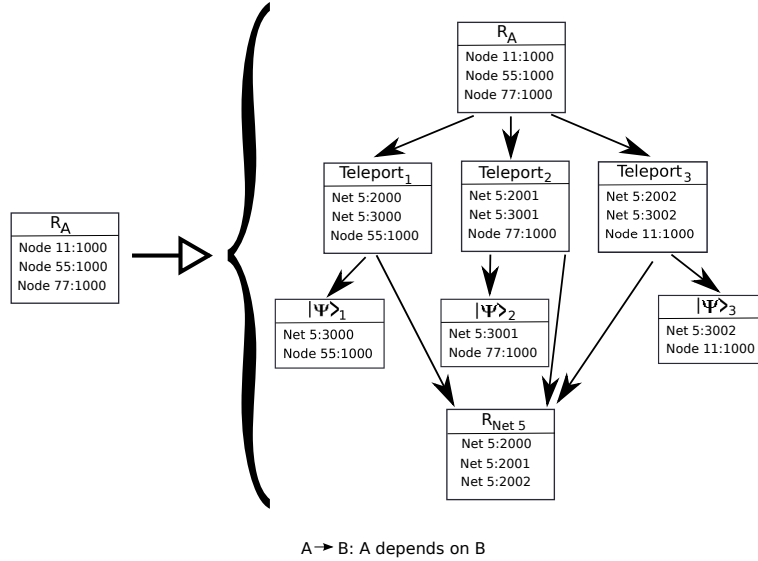 R_A
Node 11:1000
Node 55:1000
Node 77:1000
R_A
Node 11:1000
Node 55:1000
Node 77:1000
Teleport_1
Net 5:2000
Net 5:3000
Node 55:1000
Teleport_2
Net 5:2001
Net 5:3001
Node 77:1000
Teleport_3
Net 5:2002
Net 5:3002
Node 11:1000
|Ψ>_1
Net 5:3000
Node 55:1000
|Ψ>_2
Net 5:3001
Node 77:1000
|Ψ>_3
Net 5:3002
Node 11:1000
R_Net 5
Net 5:2000
Net 5:2001
Net 5:2002
A → B: A depends on B